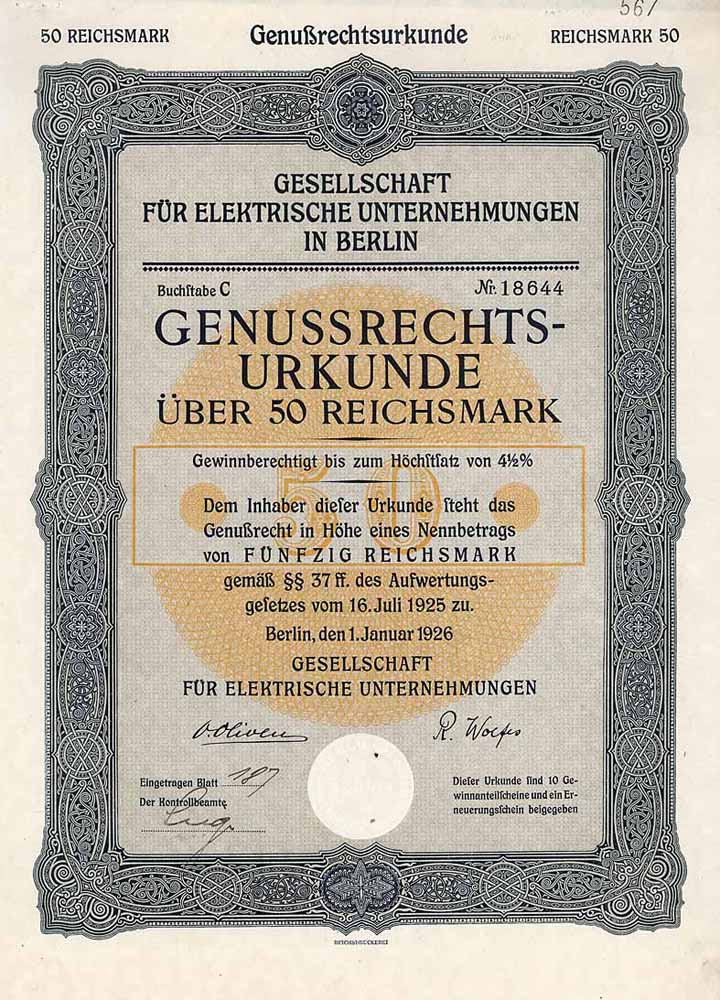 567
50 REICHSMARK Genußrechtsurkunde REICHSMARK 50
GESELLSCHAFT
FÜR ELEKTRISCHE UNTERNEHMUNGEN
IN BERLIN
Buchſtabe C Nr. 18644
GENUSSRECHTS-
URKUNDE
ÜBER 50 REICHSMARK
Gewinnberechtigt bis zum Höchſtſatz von 4½%
50
Dem Inhaber dieſer Urkunde ſteht das
Genußrecht in Höhe eines Nennbetrags
von FÜNFZIG REICHSMARK
gemäß §§ 37 ff. des Aufwertungs-
geſetzes vom 16. Juli 1925 zu.
Berlin, den 1. Januar 1926
GESELLSCHAFT
FÜR ELEKTRISCHE UNTERNEHMUNGEN
O. Oliven
Eingetragen Blatt 187
Der Kontrollbeamte
Dieſer Urkunde ſind 10 Ge-
winnanteilſcheine und ein Er-
neuerungsſchein beigegeben
REICHSDRUCKEREI